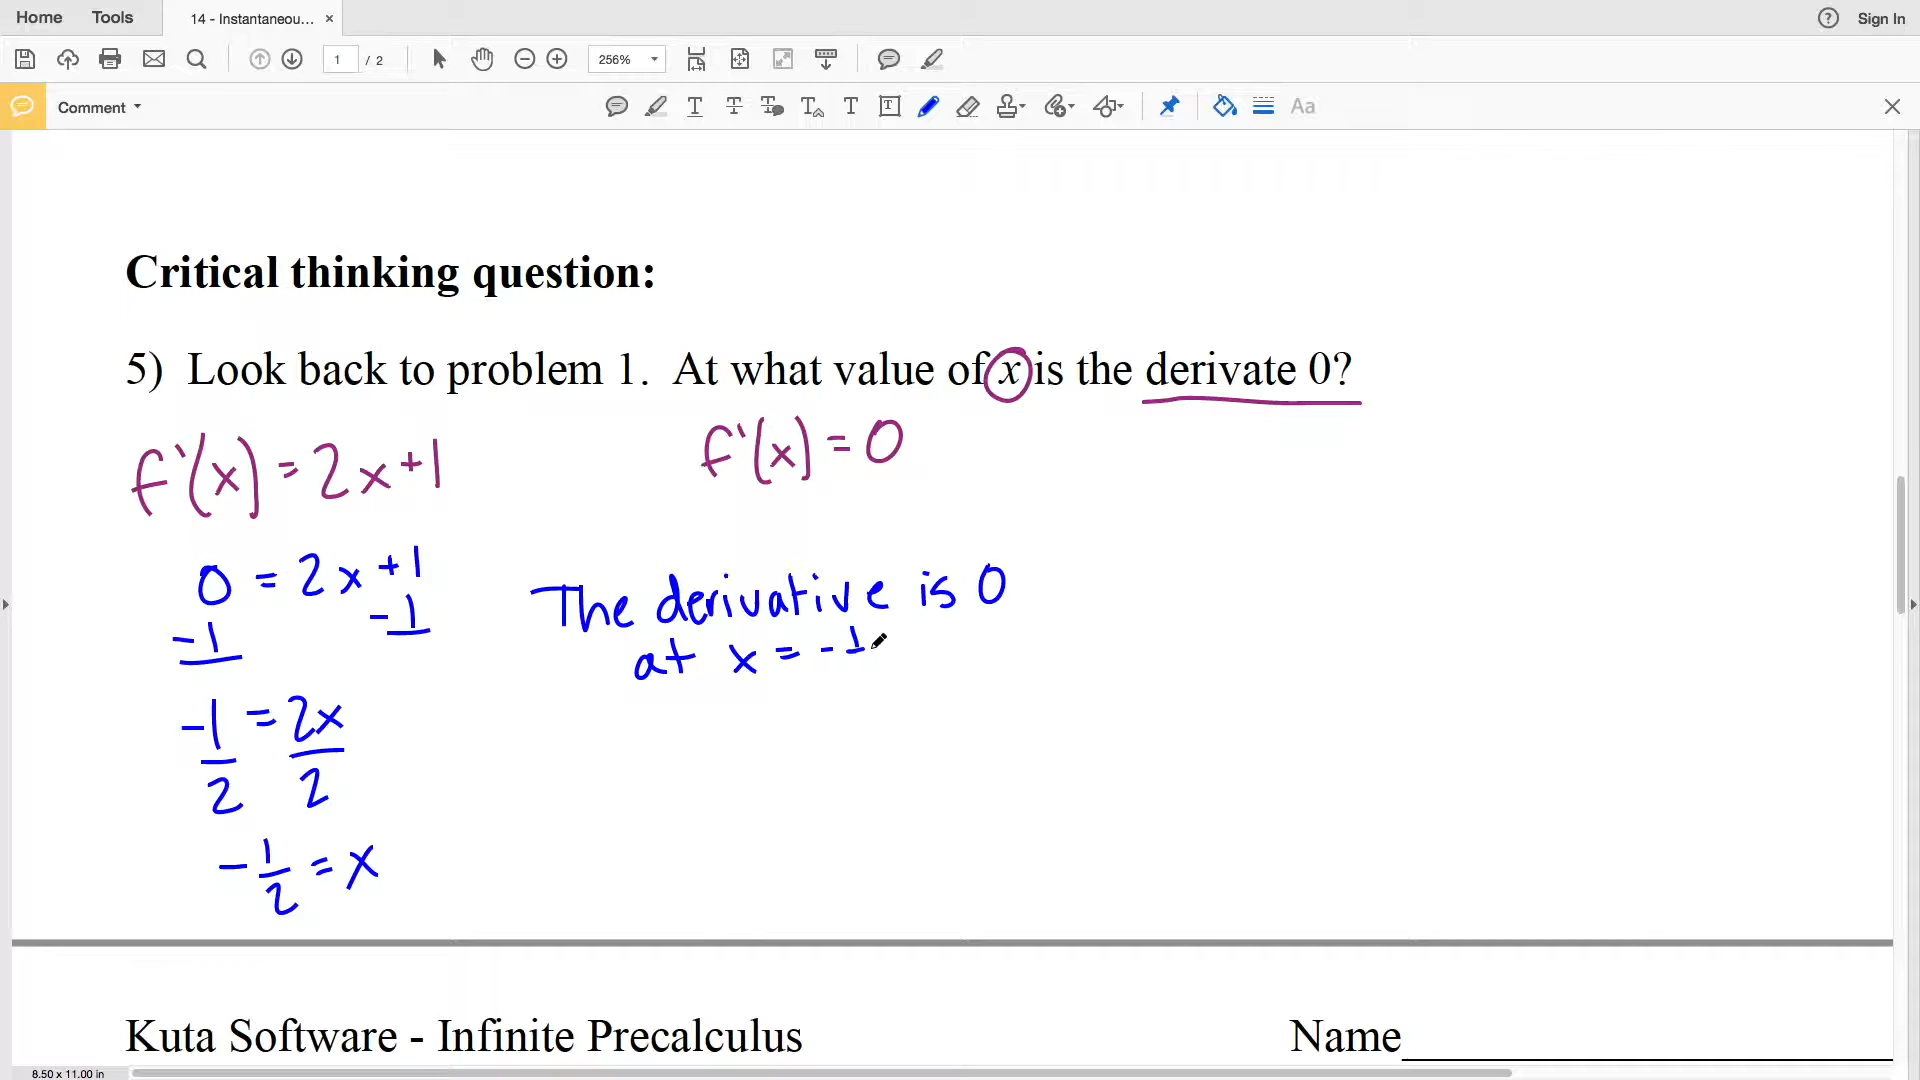 Home Tools 14 - Instantaneou... × ? Sign In
1 / 2 256%
Comment T T T T T T Aa
Critical thinking question:
5) Look back to problem 1. At what value of x is the derivate 0?
f'(x) = 2x+1
f'(x) = 0
0 = 2x+1
-1 -1
-1 = 2x
2 2
-1/2 = x
The derivative is 0
at x = -1
Kuta Software - Infinite Precalculus Name
8.50 x 11.00 in